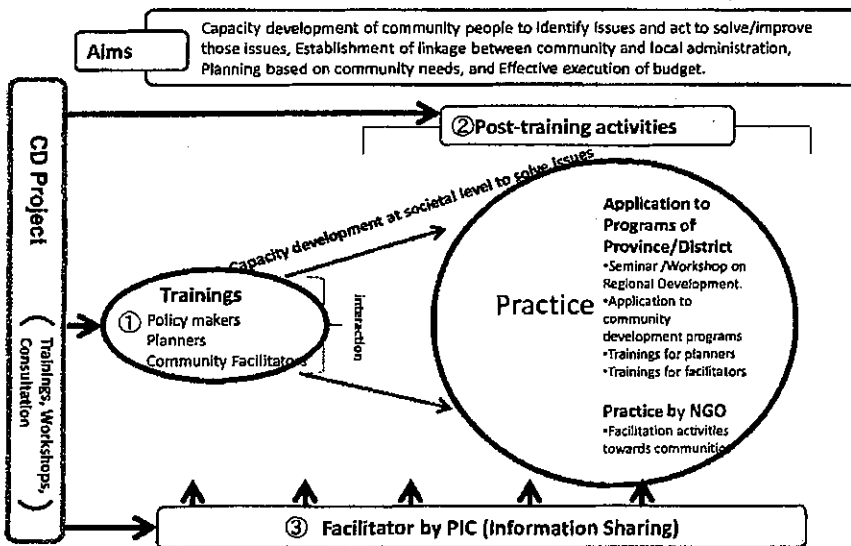 Aims
Capacity development of community people to identify issues and act to solve/improve
those issues, Establishment of linkage between community and local administration,
Planning based on community needs, and Effective execution of budget.
CD Project
( Trainings, Workshops,
Consultation )
②Post-training activities
Capacity development at societal level to solve issues
Trainings
① Policy makers
Planners
Community Facilitators
interaction
Practice
Application to
Programs of
Province/District
•Seminar /Workshop on
Regional Development.
•Application to
community
development programs
•Trainings for planners
•Trainings for facilitators
Practice by NGO
•Facilitation activities
towards communitie
③ Facilitator by PIC (Information Sharing)